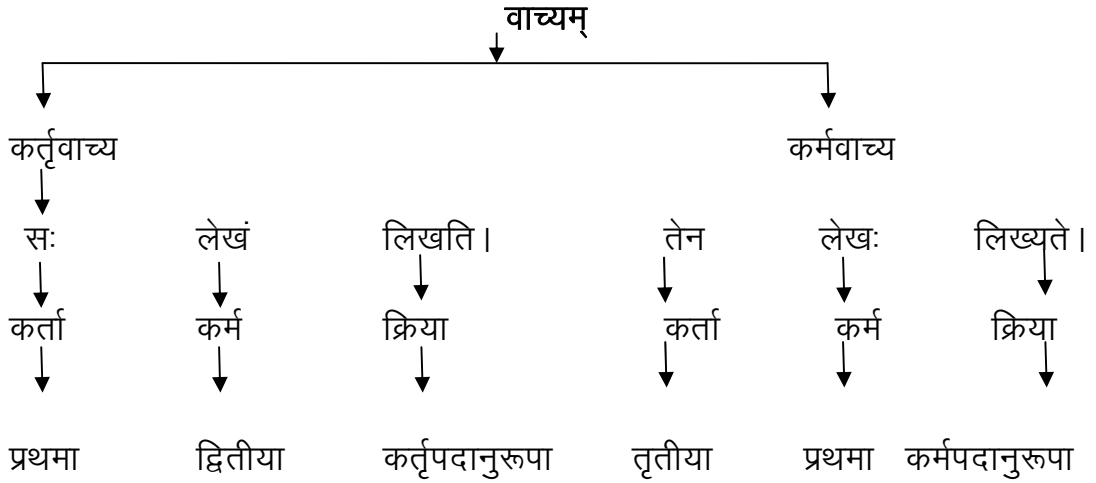 वाच्यम्
कर्तृवाच्य कर्मवाच्य
सः लेखं लिखति। तेन लेखः लिख्यते।
कर्ता कर्म क्रिया कर्ता कर्म क्रिया
प्रथमा द्वितीया कर्तृपदानुरूपा तृतीया प्रथमा कर्मपदानुरूपा